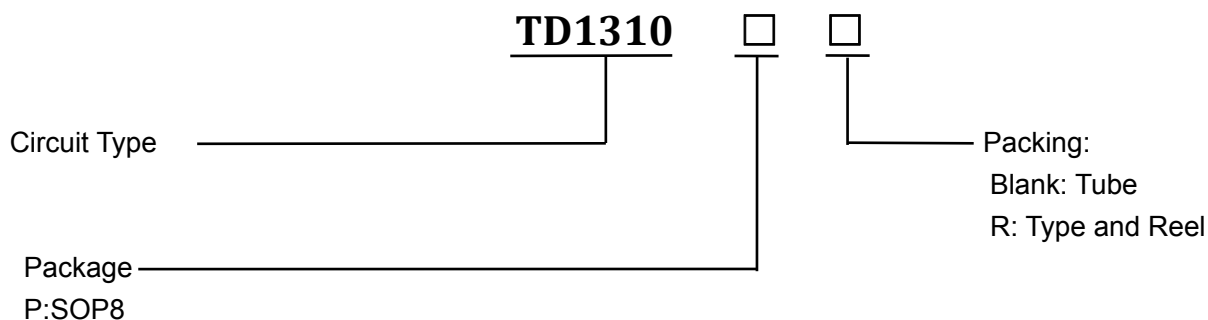 TD1310 □ □
Circuit Type
Packing:
Blank: Tube
R: Type and Reel
Package
P:SOP8